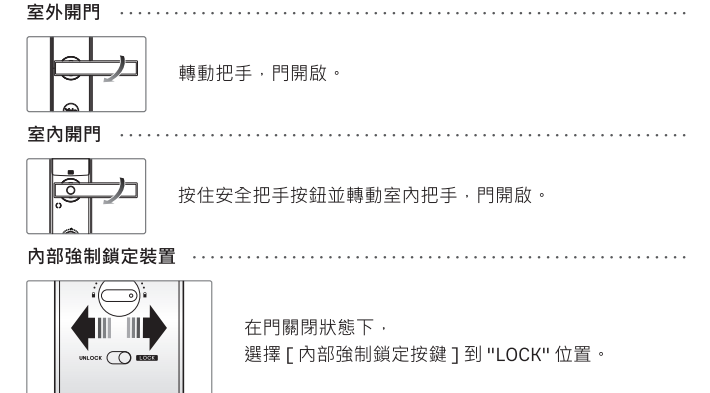 室外開門
轉動把手，門開啟。
室內開門
按住安全把手按鈕並轉動室內把手，門開啟。
內部強制鎖定裝置
UNLOCK LOCK
在門關閉狀態下，
選擇 [ 內部強制鎖定按鍵 ] 到 "LOCK" 位置。